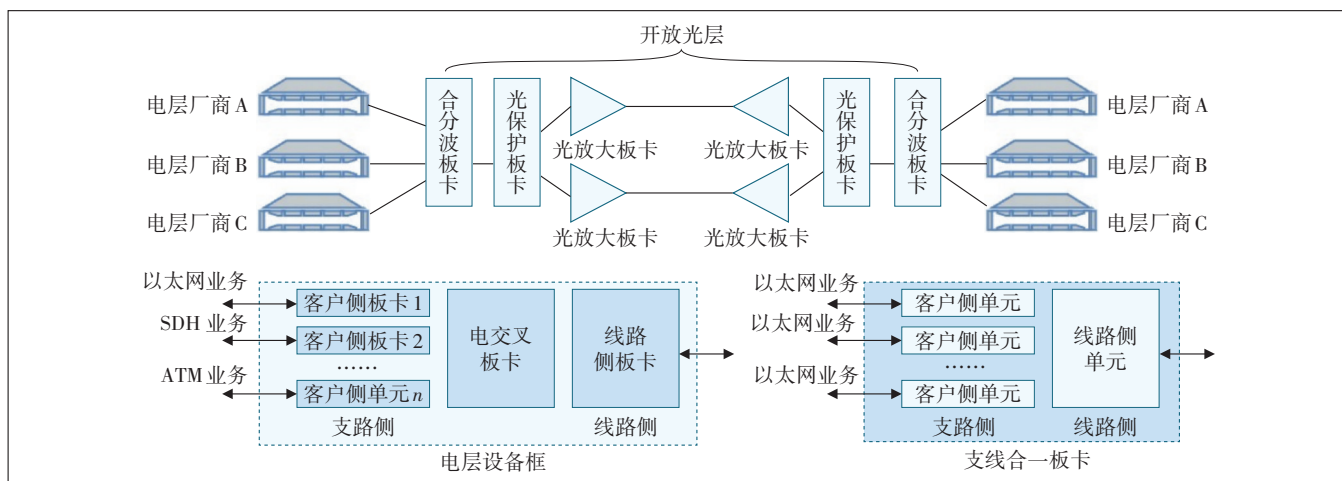 开放光层
电层厂商 A
电层厂商 B
电层厂商 C
合分波板卡
光保护板卡
光放大板卡
光放大板卡
光放大板卡
光放大板卡
光保护板卡
合分波板卡
电层厂商 A
电层厂商 B
电层厂商 C
以太网业务
SDH 业务
ATM 业务
客户侧板卡 1
客户侧板卡 2
……
客户侧单元 n
支路侧
电交叉
板卡
线路
侧板卡
线路侧
电层设备框
以太网业务
以太网业务
以太网业务
客户侧单元
客户侧单元
……
客户侧单元
支路侧
线路侧
单元
线路侧
支线合一板卡